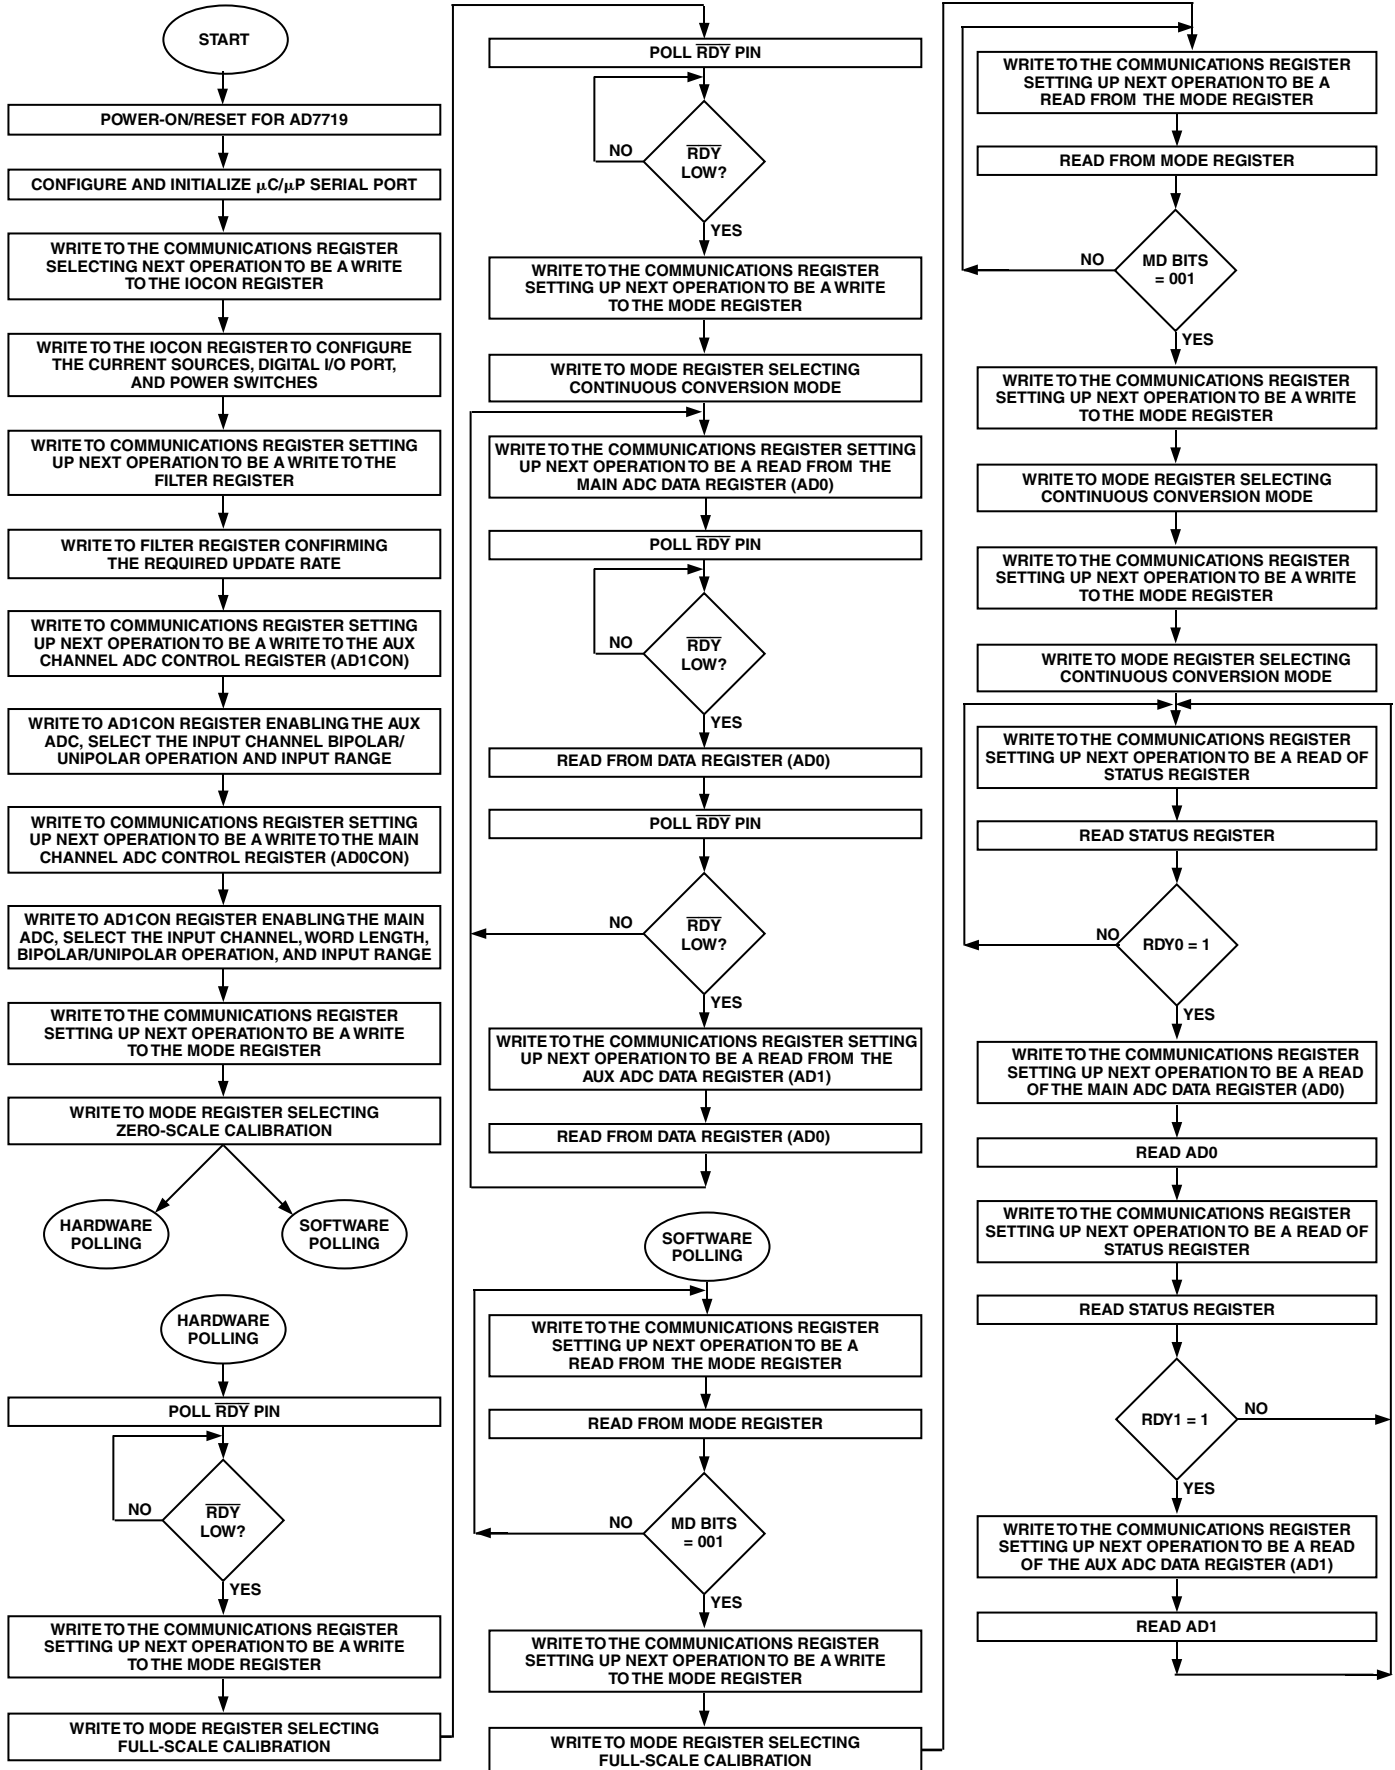 START
POWER-ON/RESET FOR AD7719
CONFIGURE AND INITIALIZE μC/μP SERIAL PORT
WRITE TO THE COMMUNICATIONS REGISTER
SELECTING NEXT OPERATION TO BE A WRITE
TO THE IOCON REGISTER
WRITE TO THE IOCON REGISTER TO CONFIGURE
THE CURRENT SOURCES, DIGITAL I/O PORT,
AND POWER SWITCHES
WRITE TO COMMUNICATIONS REGISTER SETTING
UP NEXT OPERATION TO BE A WRITE TO THE
FILTER REGISTER
WRITE TO FILTER REGISTER CONFIRMING
THE REQUIRED UPDATE RATE
WRITE TO COMMUNICATIONS REGISTER SETTING
UP NEXT OPERATION TO BE A WRITE TO THE AUX
CHANNEL ADC CONTROL REGISTER (AD1CON)
WRITE TO AD1CON REGISTER ENABLING THE AUX
ADC, SELECT THE INPUT CHANNEL BIPOLAR/
UNIPOLAR OPERATION AND INPUT RANGE
WRITE TO COMMUNICATIONS REGISTER SETTING
UP NEXT OPERATION TO BE A WRITE TO THE MAIN
CHANNEL ADC CONTROL REGISTER (AD0CON)
WRITE TO AD1CON REGISTER ENABLING THE MAIN
ADC, SELECT THE INPUT CHANNEL, WORD LENGTH,
BIPOLAR/UNIPOLAR OPERATION, AND INPUT RANGE
WRITE TO THE COMMUNICATIONS REGISTER
SETTING UP NEXT OPERATION TO BE A WRITE
TO THE MODE REGISTER
WRITE TO MODE REGISTER SELECTING
ZERO-SCALE CALIBRATION
HARDWARE
POLLING
SOFTWARE
POLLING
HARDWARE
POLLING
POLL RDY PIN
RDY
LOW?
NO
YES
WRITE TO THE COMMUNICATIONS REGISTER
SETTING UP NEXT OPERATION TO BE A WRITE
TO THE MODE REGISTER
WRITE TO MODE REGISTER SELECTING
FULL-SCALE CALIBRATION
POLL RDY PIN
NO
RDY
LOW?
YES
WRITE TO THE COMMUNICATIONS REGISTER
SETTING UP NEXT OPERATION TO BE A WRITE
TO THE MODE REGISTER
WRITE TO MODE REGISTER SELECTING
CONTINUOUS CONVERSION MODE
WRITE TO THE COMMUNICATIONS REGISTER SETTING
UP NEXT OPERATION TO BE A READ FROM THE
MAIN ADC DATA REGISTER (AD0)
POLL RDY PIN
NO
RDY
LOW?
YES
READ FROM DATA REGISTER (AD0)
POLL RDY PIN
NO
RDY
LOW?
YES
WRITE TO THE COMMUNICATIONS REGISTER SETTING
UP NEXT OPERATION TO BE A READ FROM THE
AUX ADC DATA REGISTER (AD1)
READ FROM DATA REGISTER (AD0)
SOFTWARE
POLLING
WRITE TO THE COMMUNICATIONS REGISTER
SETTING UP NEXT OPERATION TO BE A
READ FROM THE MODE REGISTER
READ FROM MODE REGISTER
NO
MD BITS
= 001
YES
WRITE TO THE COMMUNICATIONS REGISTER
SETTING UP NEXT OPERATION TO BE A WRITE
TO THE MODE REGISTER
WRITE TO MODE REGISTER SELECTING
FULL-SCALE CALIBRATION
WRITE TO THE COMMUNICATIONS REGISTER
SETTING UP NEXT OPERATION TO BE A
READ FROM THE MODE REGISTER
READ FROM MODE REGISTER
NO
MD BITS
= 001
YES
WRITE TO THE COMMUNICATIONS REGISTER
SETTING UP NEXT OPERATION TO BE A WRITE
TO THE MODE REGISTER
WRITE TO MODE REGISTER SELECTING
CONTINUOUS CONVERSION MODE
WRITE TO THE COMMUNICATIONS REGISTER
SETTING UP NEXT OPERATION TO BE A WRITE
TO THE MODE REGISTER
WRITE TO MODE REGISTER SELECTING
CONTINUOUS CONVERSION MODE
WRITE TO THE COMMUNICATIONS REGISTER
SETTING UP NEXT OPERATION TO BE A READ OF
STATUS REGISTER
READ STATUS REGISTER
NO
RDY0 = 1
YES
WRITE TO THE COMMUNICATIONS REGISTER
SETTING UP NEXT OPERATION TO BE A READ
OF THE MAIN ADC DATA REGISTER (AD0)
READ AD0
WRITE TO THE COMMUNICATIONS REGISTER
SETTING UP NEXT OPERATION TO BE A READ OF
STATUS REGISTER
READ STATUS REGISTER
RDY1 = 1
NO
YES
WRITE TO THE COMMUNICATIONS REGISTER
SETTING UP NEXT OPERATION TO BE A READ
OF THE AUX ADC DATA REGISTER (AD1)
READ AD1